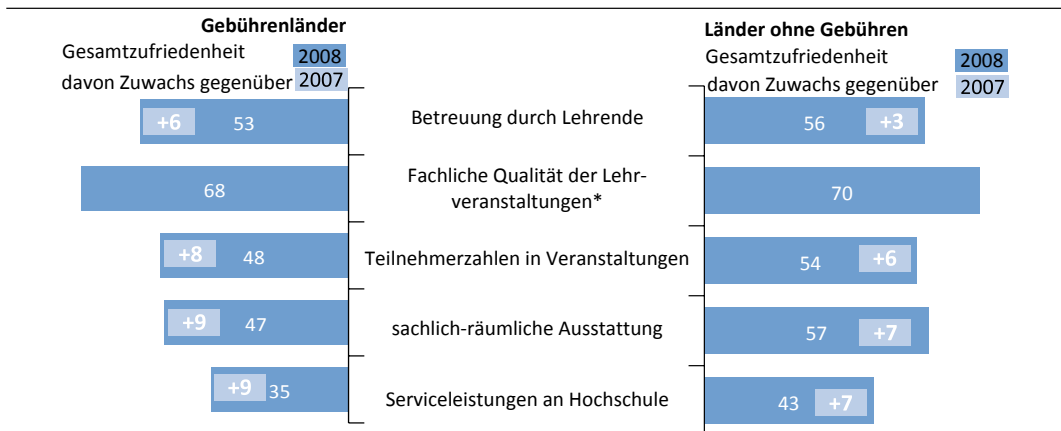 Gebührenländer
Gesamtzufriedenheit 2008
davon Zuwachs gegenüber 2007
Länder ohne Gebühren
Gesamtzufriedenheit 2008
davon Zuwachs gegenüber 2007
+6 53 Betreuung durch Lehrende 56 +3
68 Fachliche Qualität der Lehr-
veranstaltungen* 70
+8 48 Teilnehmerzahlen in Veranstaltungen 54 +6
+9 47 sachlich-räumliche Ausstattung 57 +7
+9 35 Serviceleistungen an Hochschule 43 +7